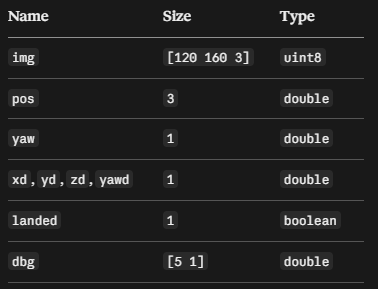 Name Size Type
img [120 160 3] uint8
pos 3 double
yaw 1 double
xd, yd, zd, yawd 1 double
landed 1 boolean
dbg [5 1] double